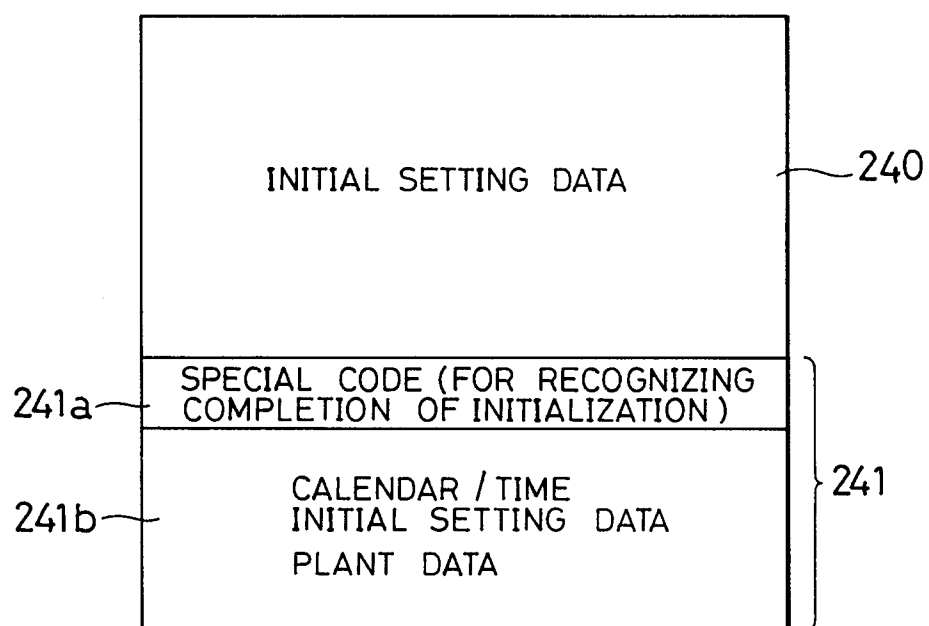 INITIAL SETTING DATA
240
SPECIAL CODE (FOR RECOGNIZING
COMPLETION OF INITIALIZATION)
241a
CALENDAR / TIME
INITIAL SETTING DATA
PLANT DATA
241b
241